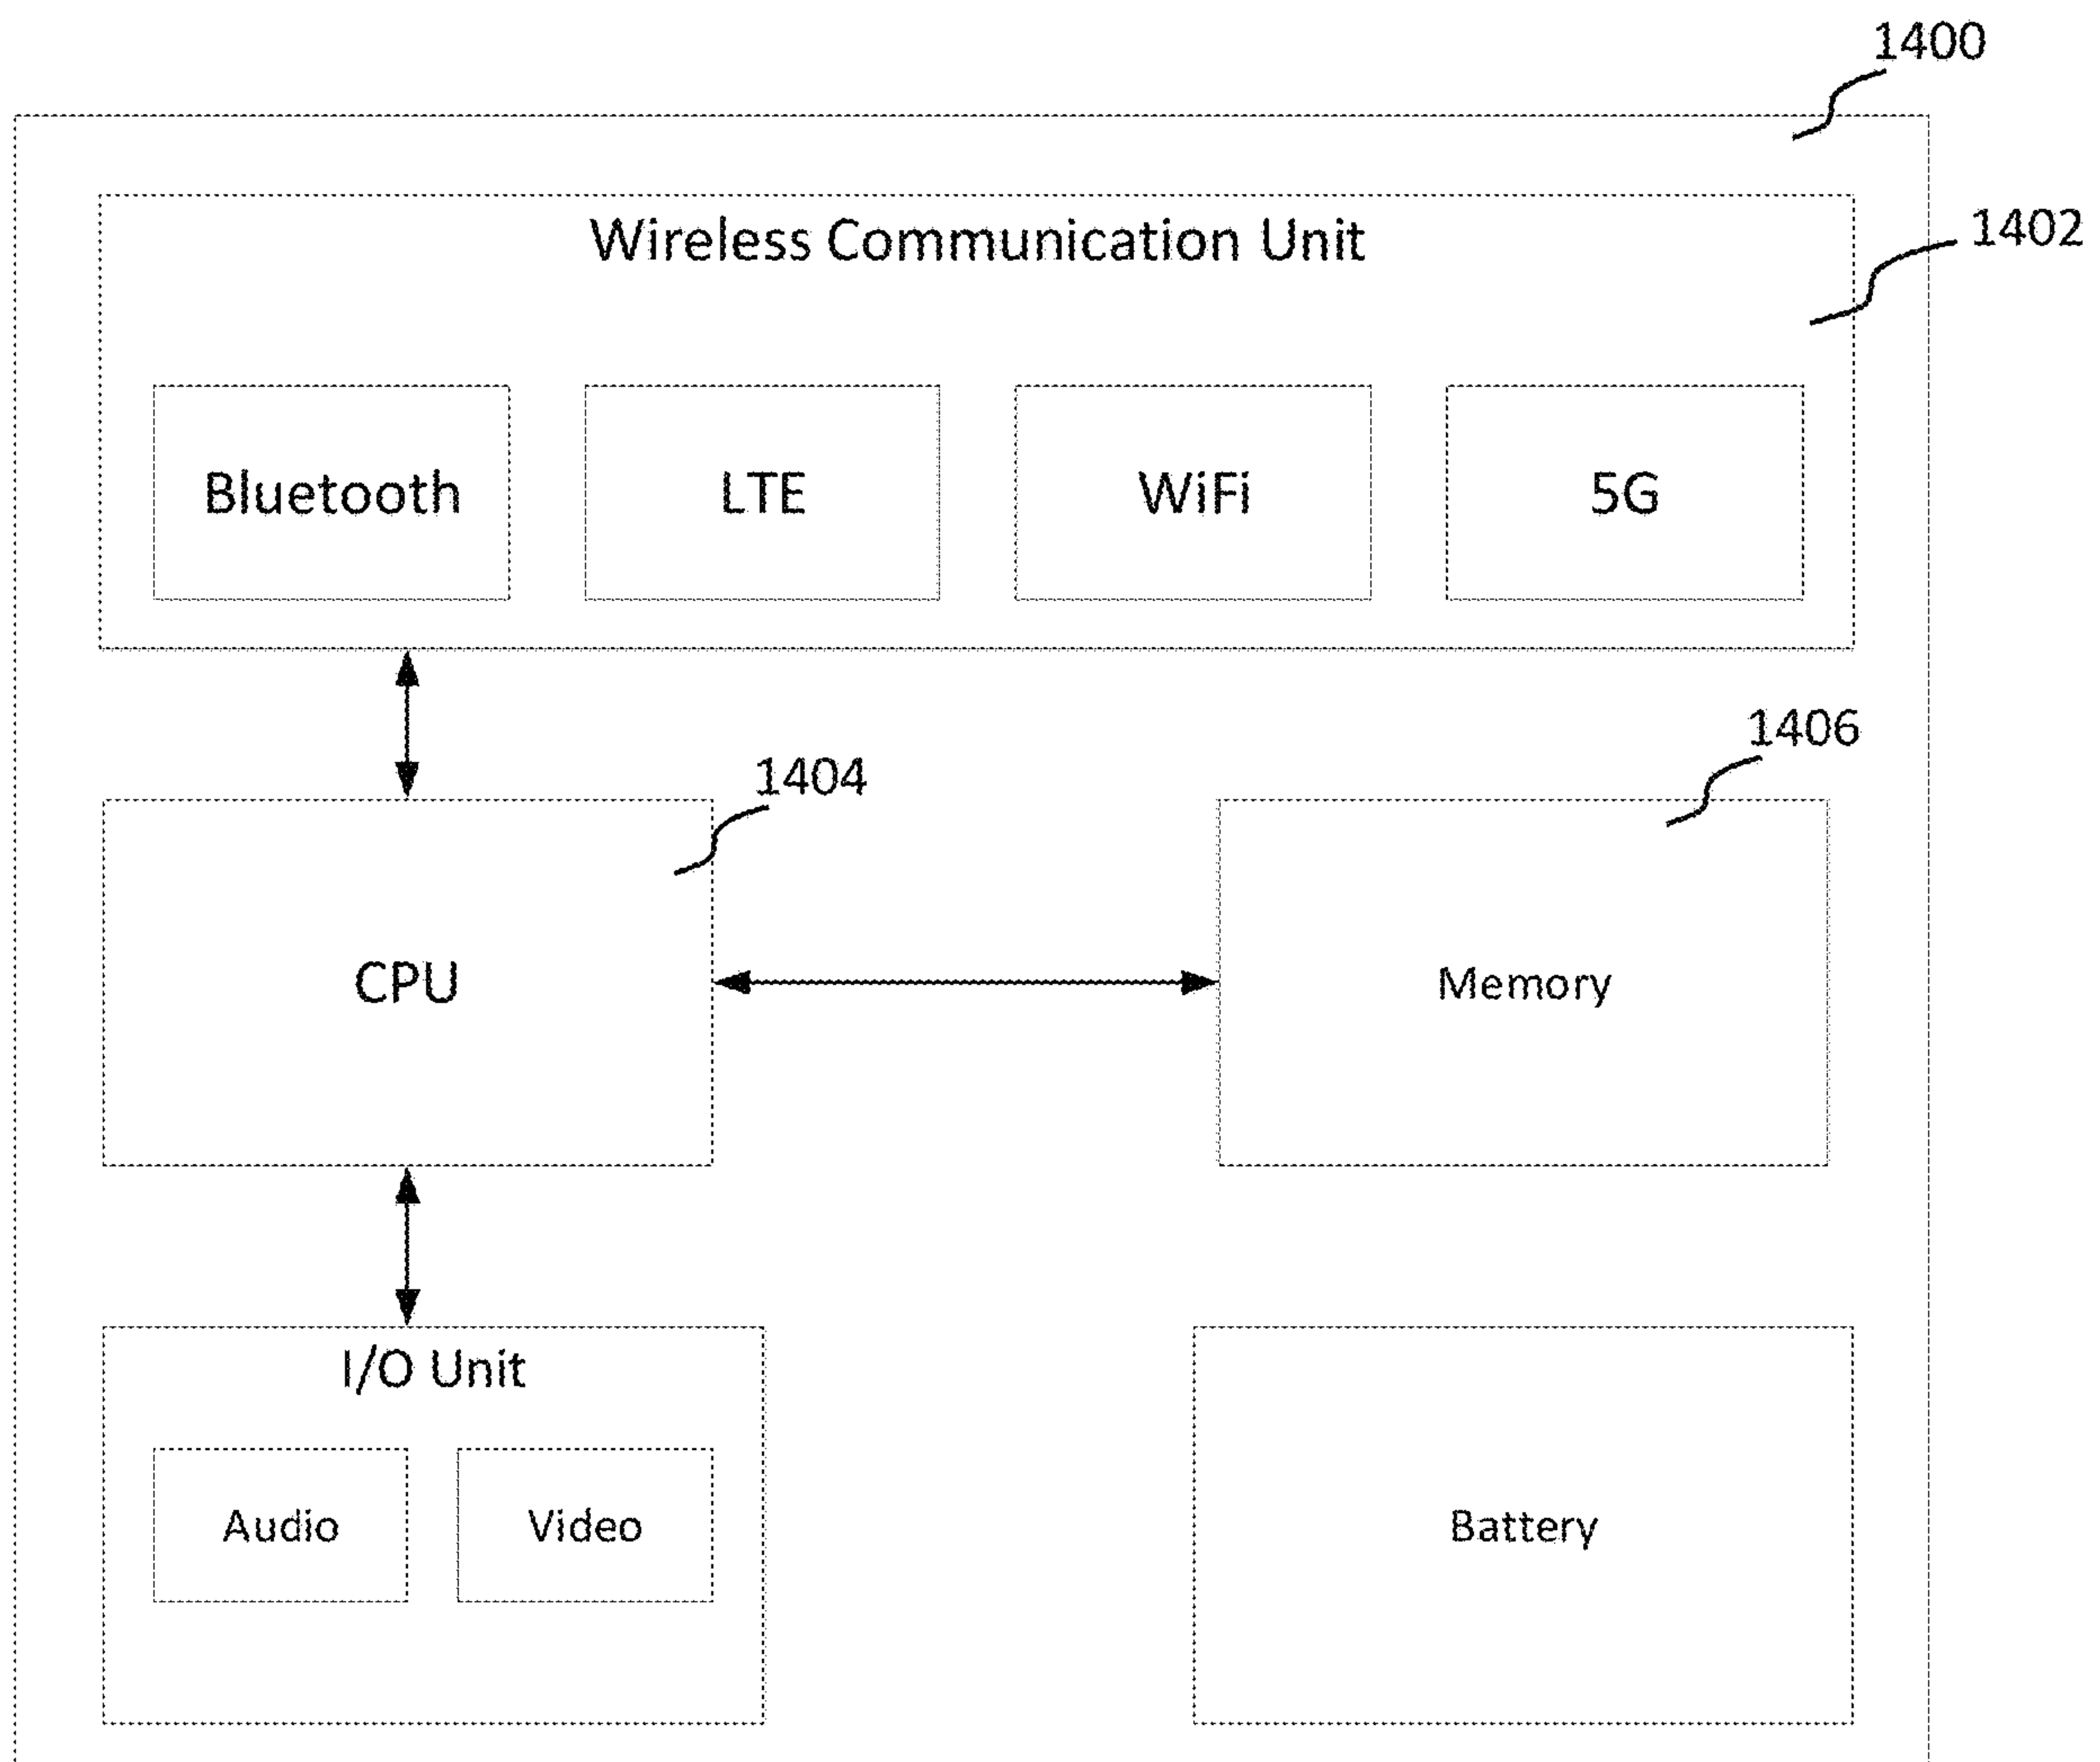 1400
Wireless Communication Unit
1402
Bluetooth
LTE
WiFi
5G
1404
1406
CPU
Memory
I/O Unit
Audio
Video
Battery